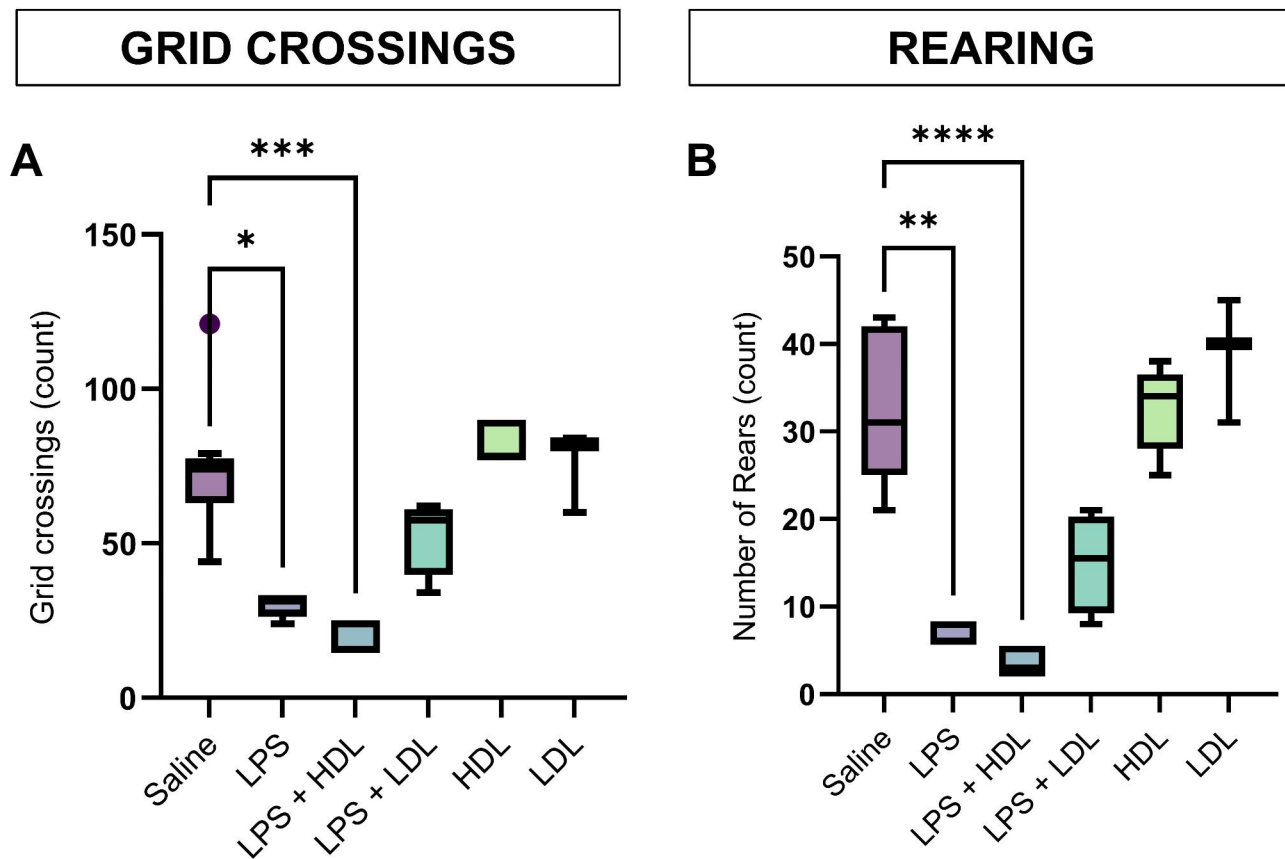 GRID CROSSINGS
REARING
A
***
*
Grid crossings (count)
150
100
50
0
Saline
LPS
LPS + HDL
LPS + LDL
HDL
LDL
B
****
**
Number of Rears (count)
50
40
30
20
10
0
Saline
LPS
LPS + HDL
LPS + LDL
HDL
LDL